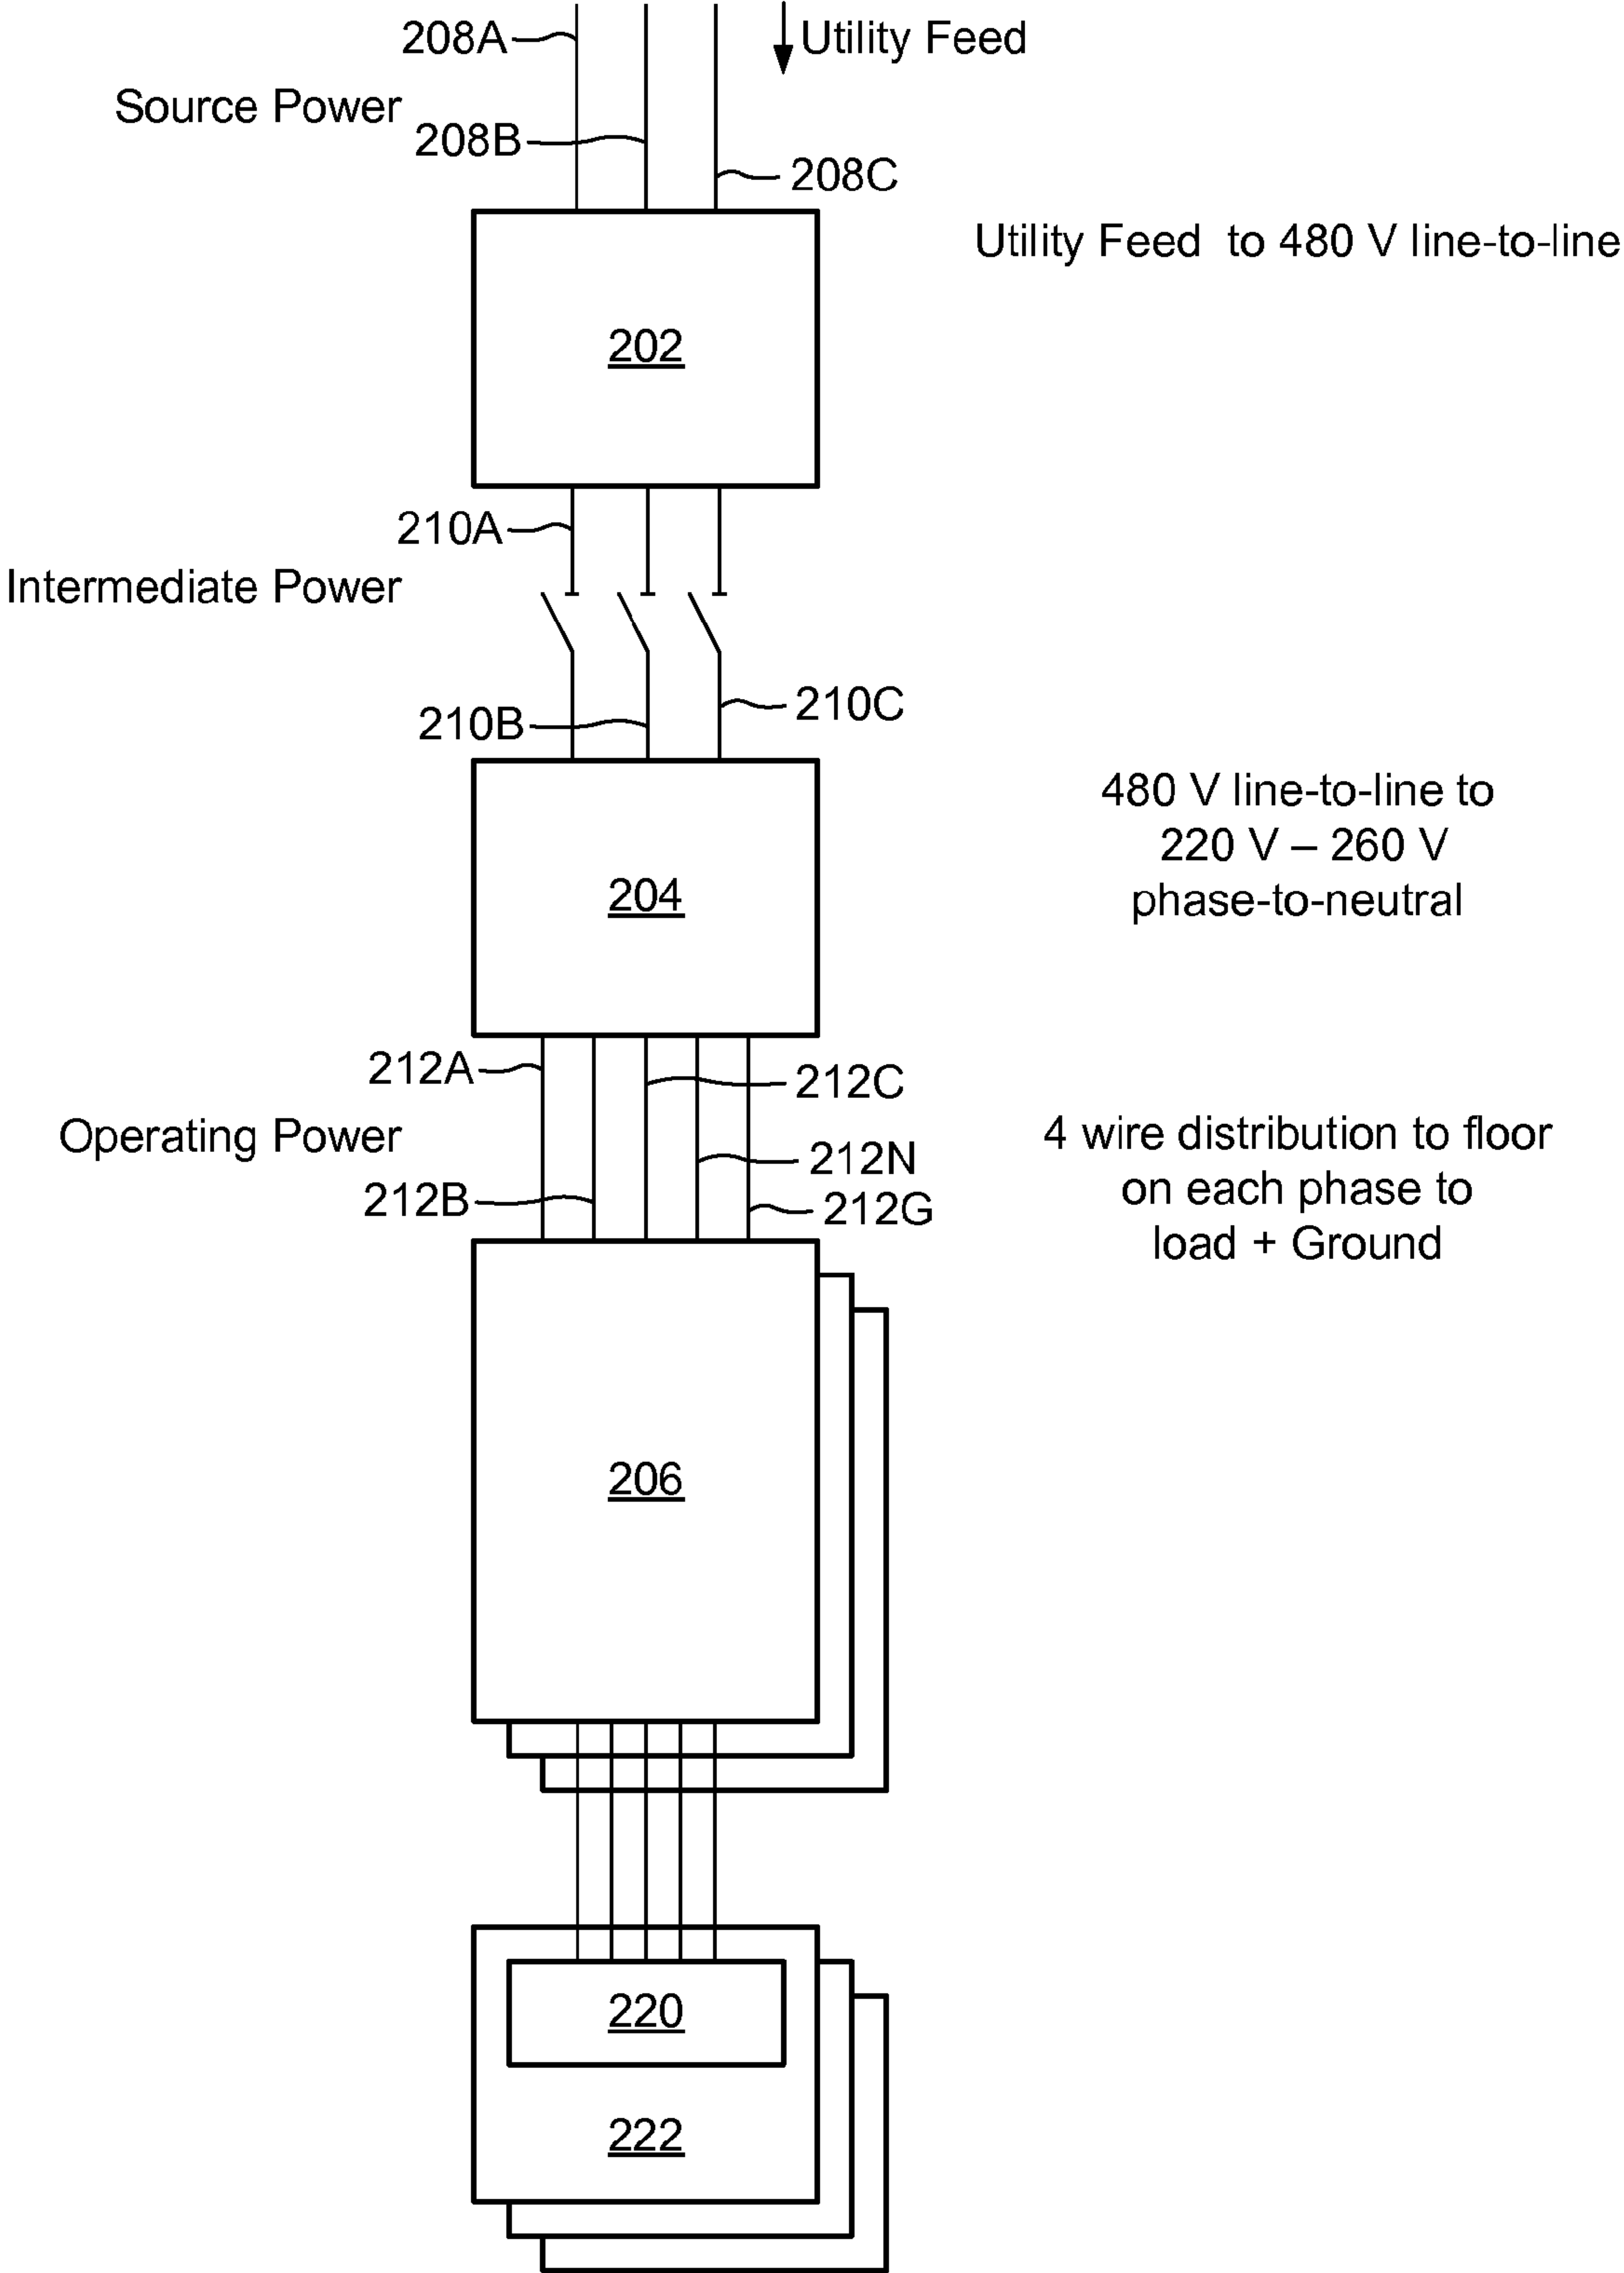 208A
Utility Feed
Source Power
208B
208C
Utility Feed to 480 V line-to-line
202
210A
Intermediate Power
210C
210B
480 V line-to-line to
220 V – 260 V
phase-to-neutral
204
212A
212C
Operating Power
4 wire distribution to floor
on each phase to
load + Ground
212N
212B
212G
206
220
222